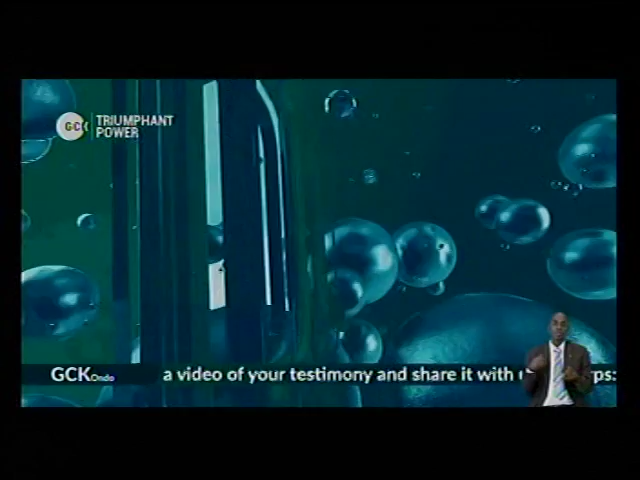 GCK
TRIUMPHANT
POWER
GCKOndo
a video of your testimony and share it with